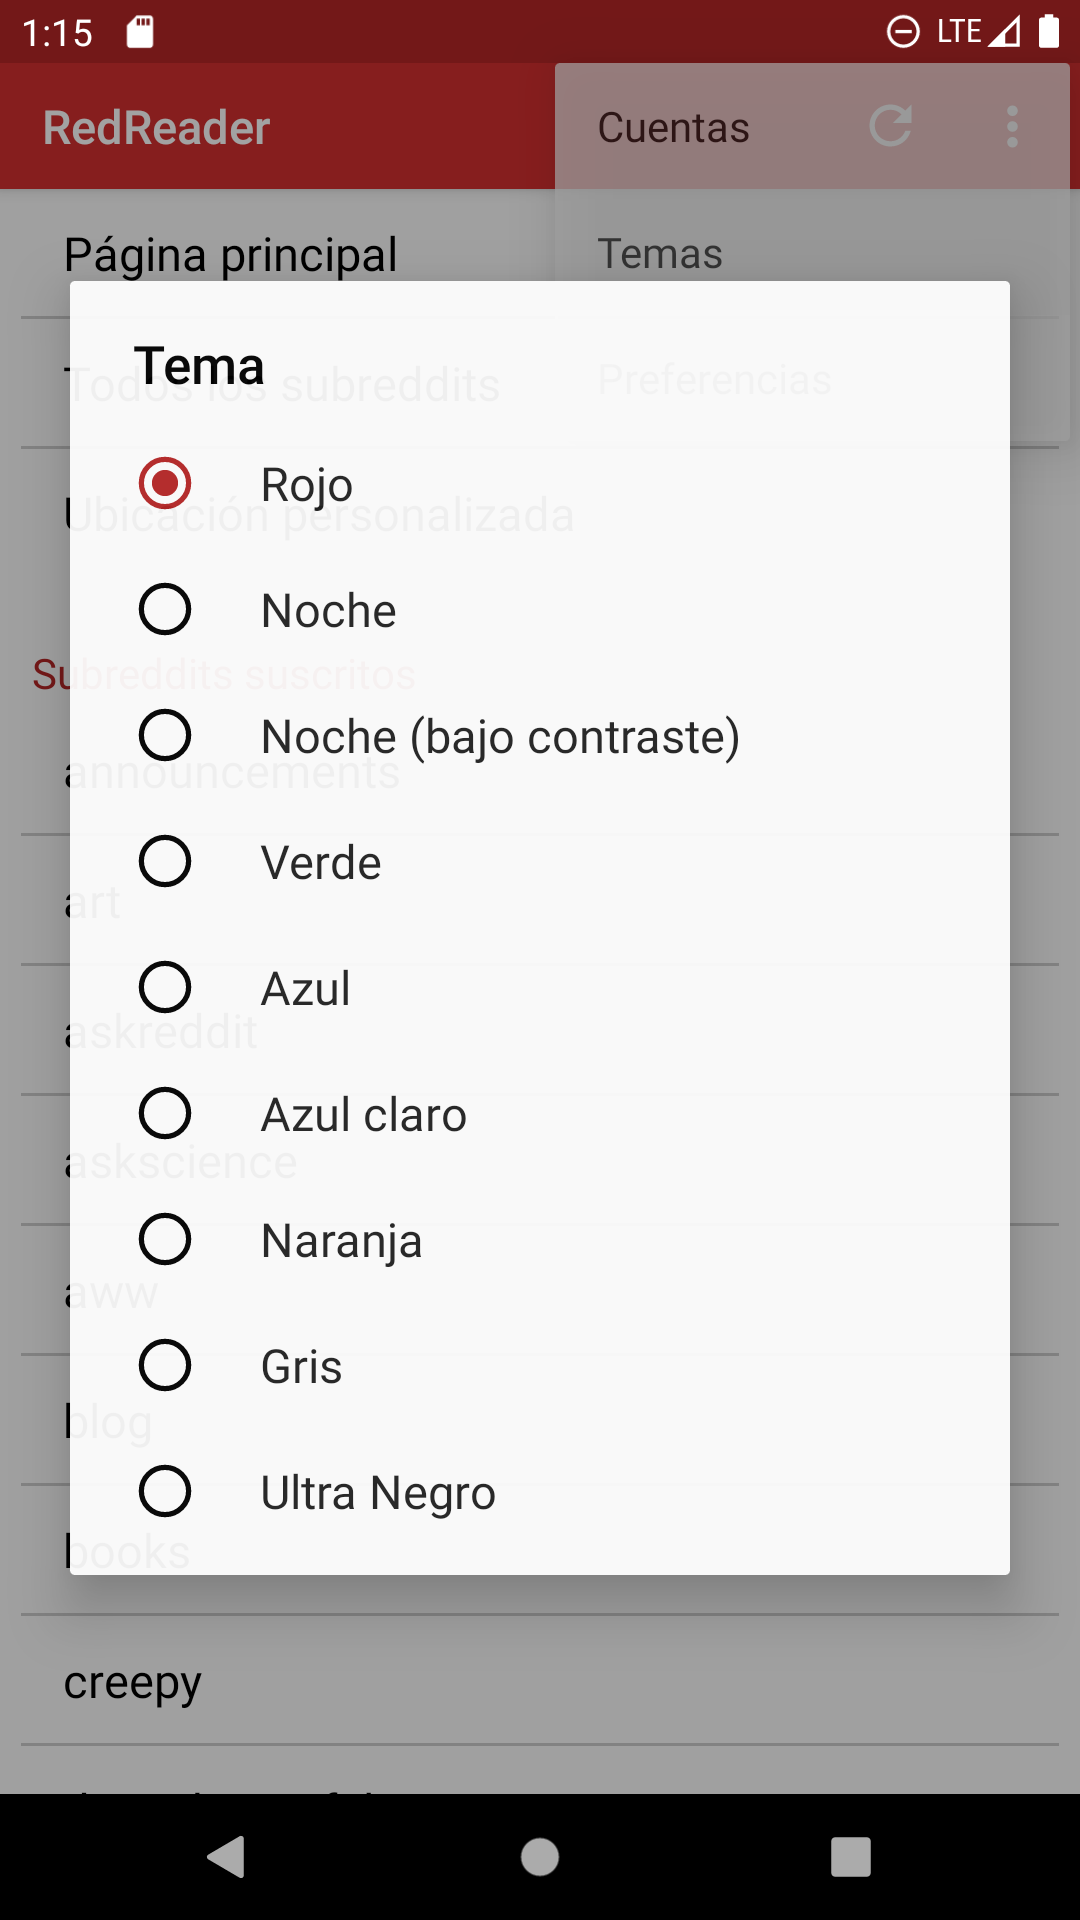 1:15
LTE
RedReader
Cuentas
Página principal
Temas
Tema
Todos los subreddits
Preferencias
Rojo
Ubicación personalizada
Noche
Subreddits suscritos
Noche (bajo contraste)
announcements
Verde
art
Azul
askreddit
Azul claro
askscience
Naranja
aww
Gris
blog
Ultra Negro
books
creepy